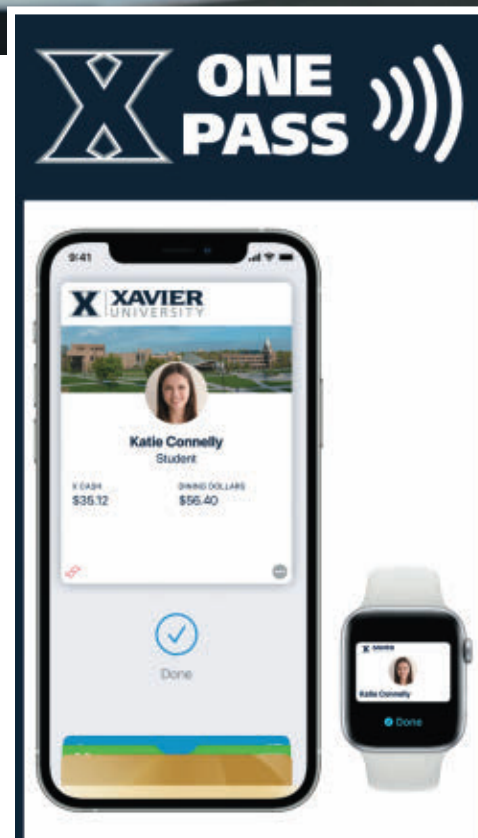 X ONE
PASS
9:41
X XAVIER
UNIVERSITY
Katie Connelly
Student
X CASH DINING DOLLARS
$35.12 $56.40
Done
X XAVIER
Katie Connelly
Done